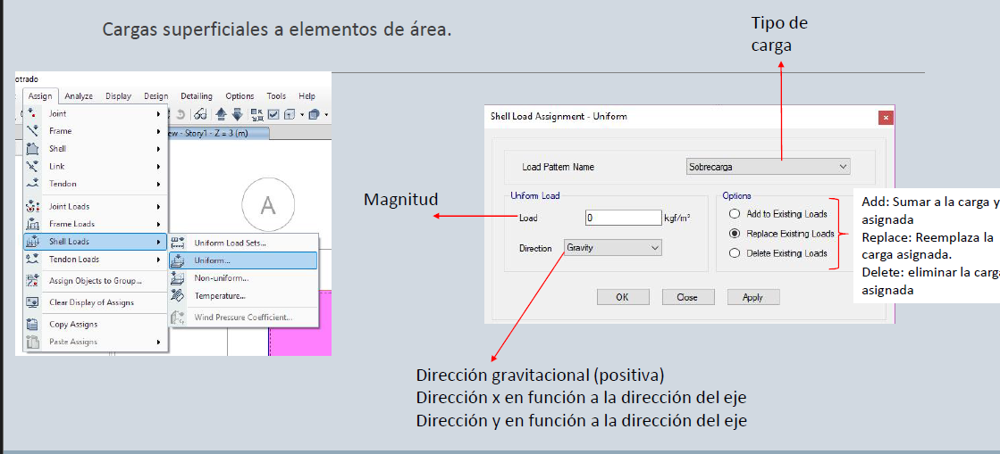 Cargas superficiales a elementos de área.
Tipo de
carga
otrado
Assign Analyze Display Design Detailing Options Tools Help
Joint
Frame
Shell
Link
Tendon
Joint Loads
Frame Loads
Shell Loads
Tendon Loads
Assign Objects to Group...
Clear Display of Assigns
Copy Assigns
Paste Assigns
ew - Story1 - Z = 3 (m)
A
Uniform Load Sets...
Uniform...
Non-uniform...
Temperature...
Wind Pressure Coefficient...
Magnitud
Shell Load Assignment - Uniform
Load Pattern Name Sobrecarga
Uniform Load
Load 0 kgf/m²
Direction Gravity
Options
Add to Existing Loads
Replace Existing Loads
Delete Existing Loads
OK Close Apply
Add: Sumar a la carga y
asignada
Replace: Reemplaza la
carga asignada.
Delete: eliminar la carga
asignada
Dirección gravitacional (positiva)
Dirección x en función a la dirección del eje
Dirección y en función a la dirección del eje